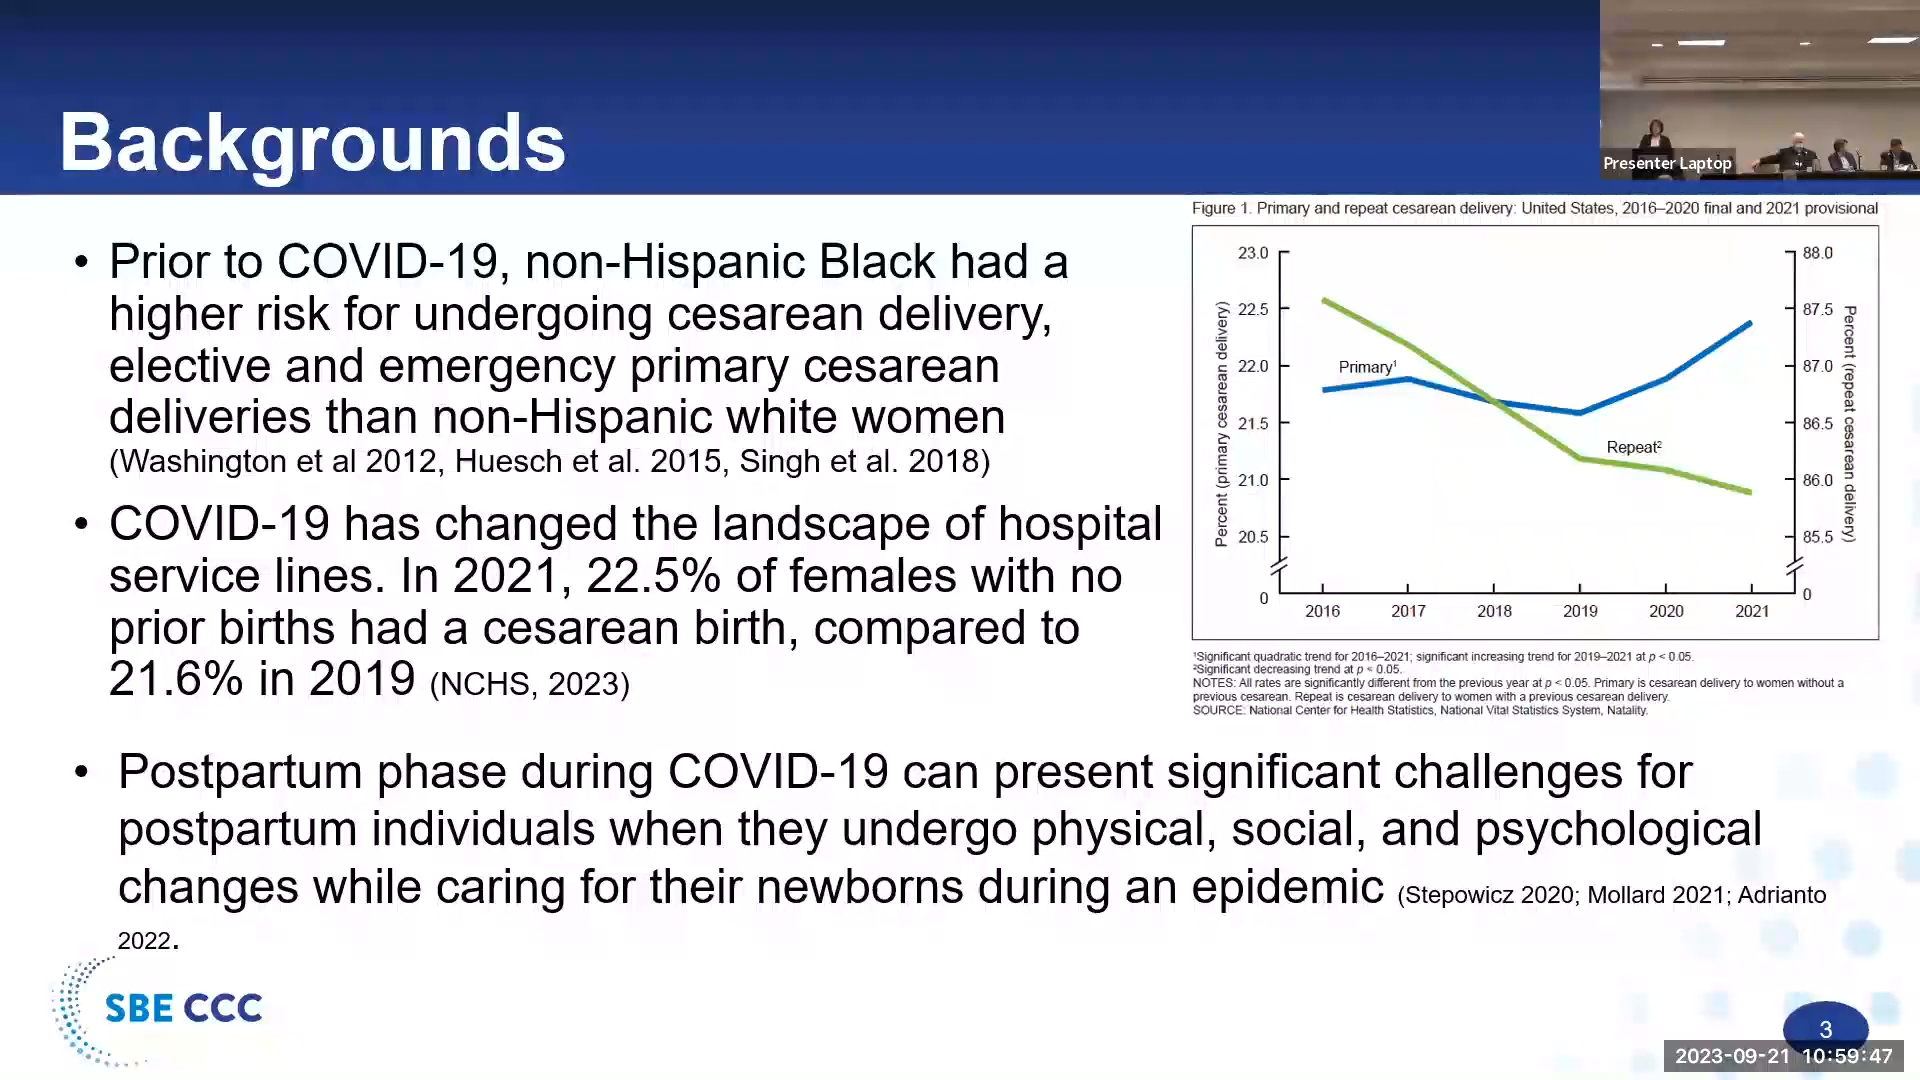 Backgrounds
Presenter Laptop
• Prior to COVID-19, non-Hispanic Black had a
higher risk for undergoing cesarean delivery,
elective and emergency primary cesarean
deliveries than non-Hispanic white women
(Washington et al 2012, Huesch et al. 2015, Singh et al. 2018)
• COVID-19 has changed the landscape of hospital
service lines. In 2021, 22.5% of females with no
prior births had a cesarean birth, compared to
21.6% in 2019 (NCHS, 2023)
Figure 1. Primary and repeat cesarean delivery: United States, 2016–2020 final and 2021 provisional
Percent (primary cesarean delivery)
23.0
22.5
22.0
21.5
21.0
20.5
0
Primary¹
Repeat²
88.0
87.5
87.0
86.5
86.0
85.5
0
Percent (repeat cesarean delivery)
2016 2017 2018 2019 2020 2021
¹Significant quadratic trend for 2016–2021; significant increasing trend for 2019–2021 at p < 0.05.
²Significant decreasing trend at p < 0.05.
NOTES: All rates are significantly different from the previous year at p < 0.05. Primary is cesarean delivery to women without a
previous cesarean. Repeat is cesarean delivery to women with a previous cesarean delivery.
SOURCE: National Center for Health Statistics, National Vital Statistics System, Natality.
• Postpartum phase during COVID-19 can present significant challenges for
postpartum individuals when they undergo physical, social, and psychological
changes while caring for their newborns during an epidemic (Stepowicz 2020; Mollard 2021; Adrianto
2022.
SBE CCC
3
2023-09-21 10:59:47